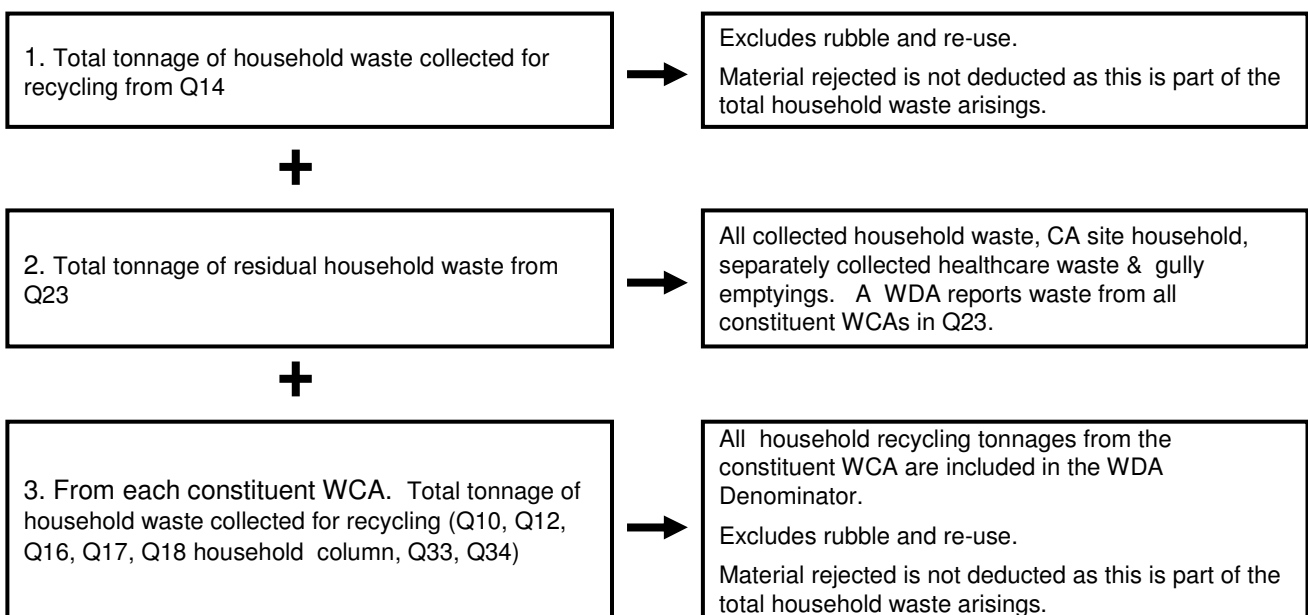 1. Total tonnage of household waste collected for
recycling from Q14
Excludes rubble and re-use.
Material rejected is not deducted as this is part of the
total household waste arisings.
+
2. Total tonnage of residual household waste from
Q23
All collected household waste, CA site household,
separately collected healthcare waste & gully
emptyings. A WDA reports waste from all
constituent WCAs in Q23.
+
3. From each constituent WCA. Total tonnage of
household waste collected for recycling (Q10, Q12,
Q16, Q17, Q18 household column, Q33, Q34)
All household recycling tonnages from the
constituent WCA are included in the WDA
Denominator.
Excludes rubble and re-use.
Material rejected is not deducted as this is part of the
total household waste arisings.